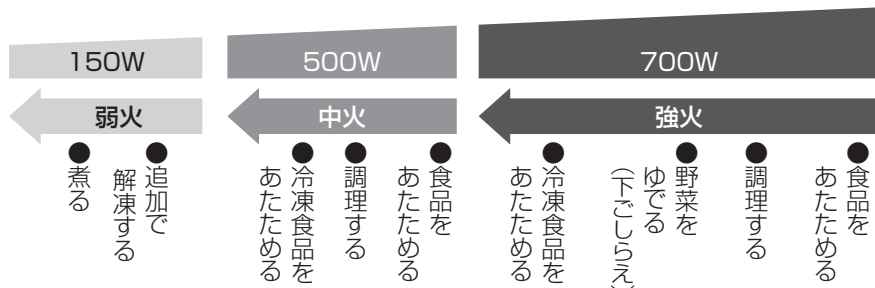 150W
500W
700W
弱火
中火
強火
●煮る
●追加で
解凍する
●冷凍食品を
あたためる
●調理する
●食品を
あたためる
●冷凍食品を
あたためる
●野菜を
ゆでる
(下ごしらえ)
●調理する
●食品を
あたためる